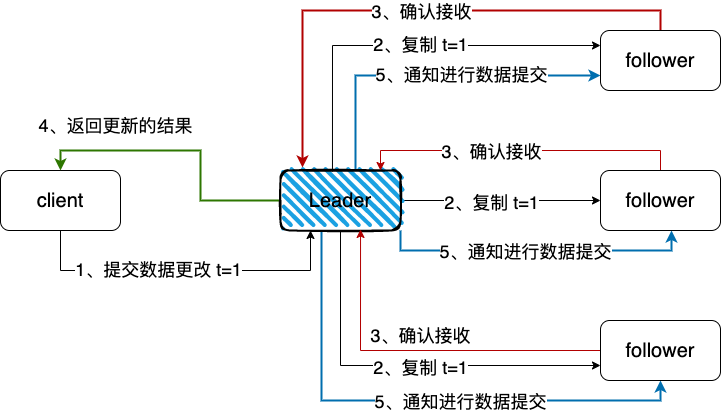 3、确认接收
2、复制 t=1
follower
5、通知进行数据提交
4、返回更新的结果
3、确认接收
client
Leader
2、复制 t=1
follower
5、通知进行数据提交
1、提交数据更改 t=1
3、确认接收
follower
2、复制 t=1
5、通知进行数据提交